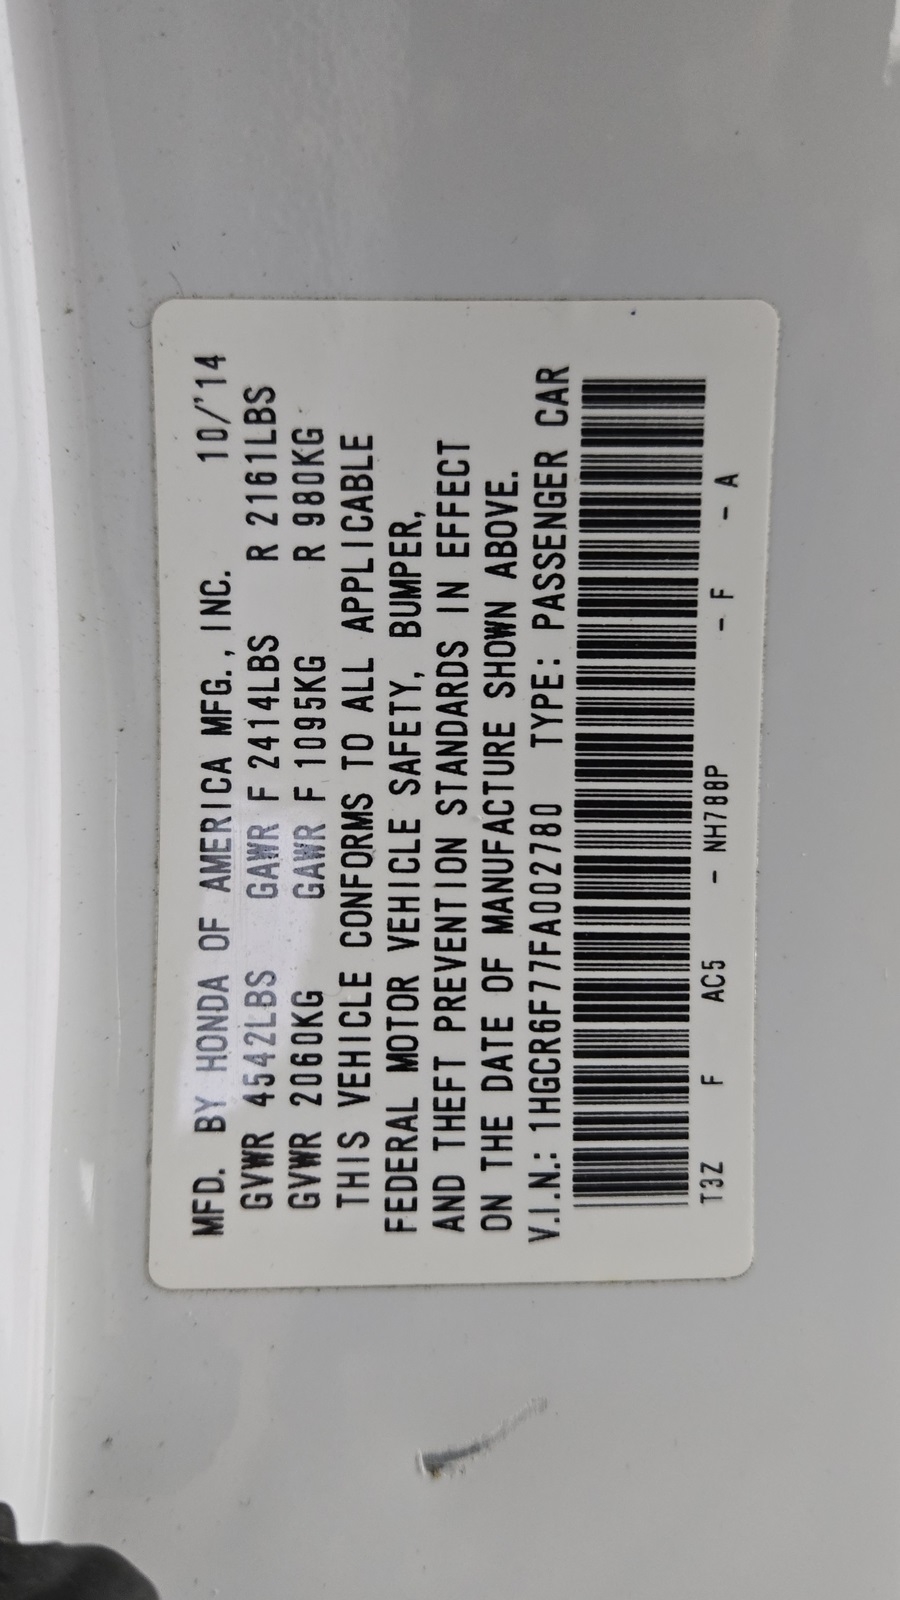 MFD. BY HONDA OF AMERICA MFG., INC. 10/'14
GVWR 4542LBS GAWR F 2414LBS R 2161LBS
GVWR 2060KG GAWR F 1095KG R 980KG
THIS VEHICLE CONFORMS TO ALL APPLICABLE
FEDERAL MOTOR VEHICLE SAFETY, BUMPER,
AND THEFT PREVENTION STANDARDS IN EFFECT
ON THE DATE OF MANUFACTURE SHOWN ABOVE.
V.I.N.: 1HGCR6F77FA002780 TYPE: PASSENGER CAR
T3Z F AC5 - NH788P - F - A